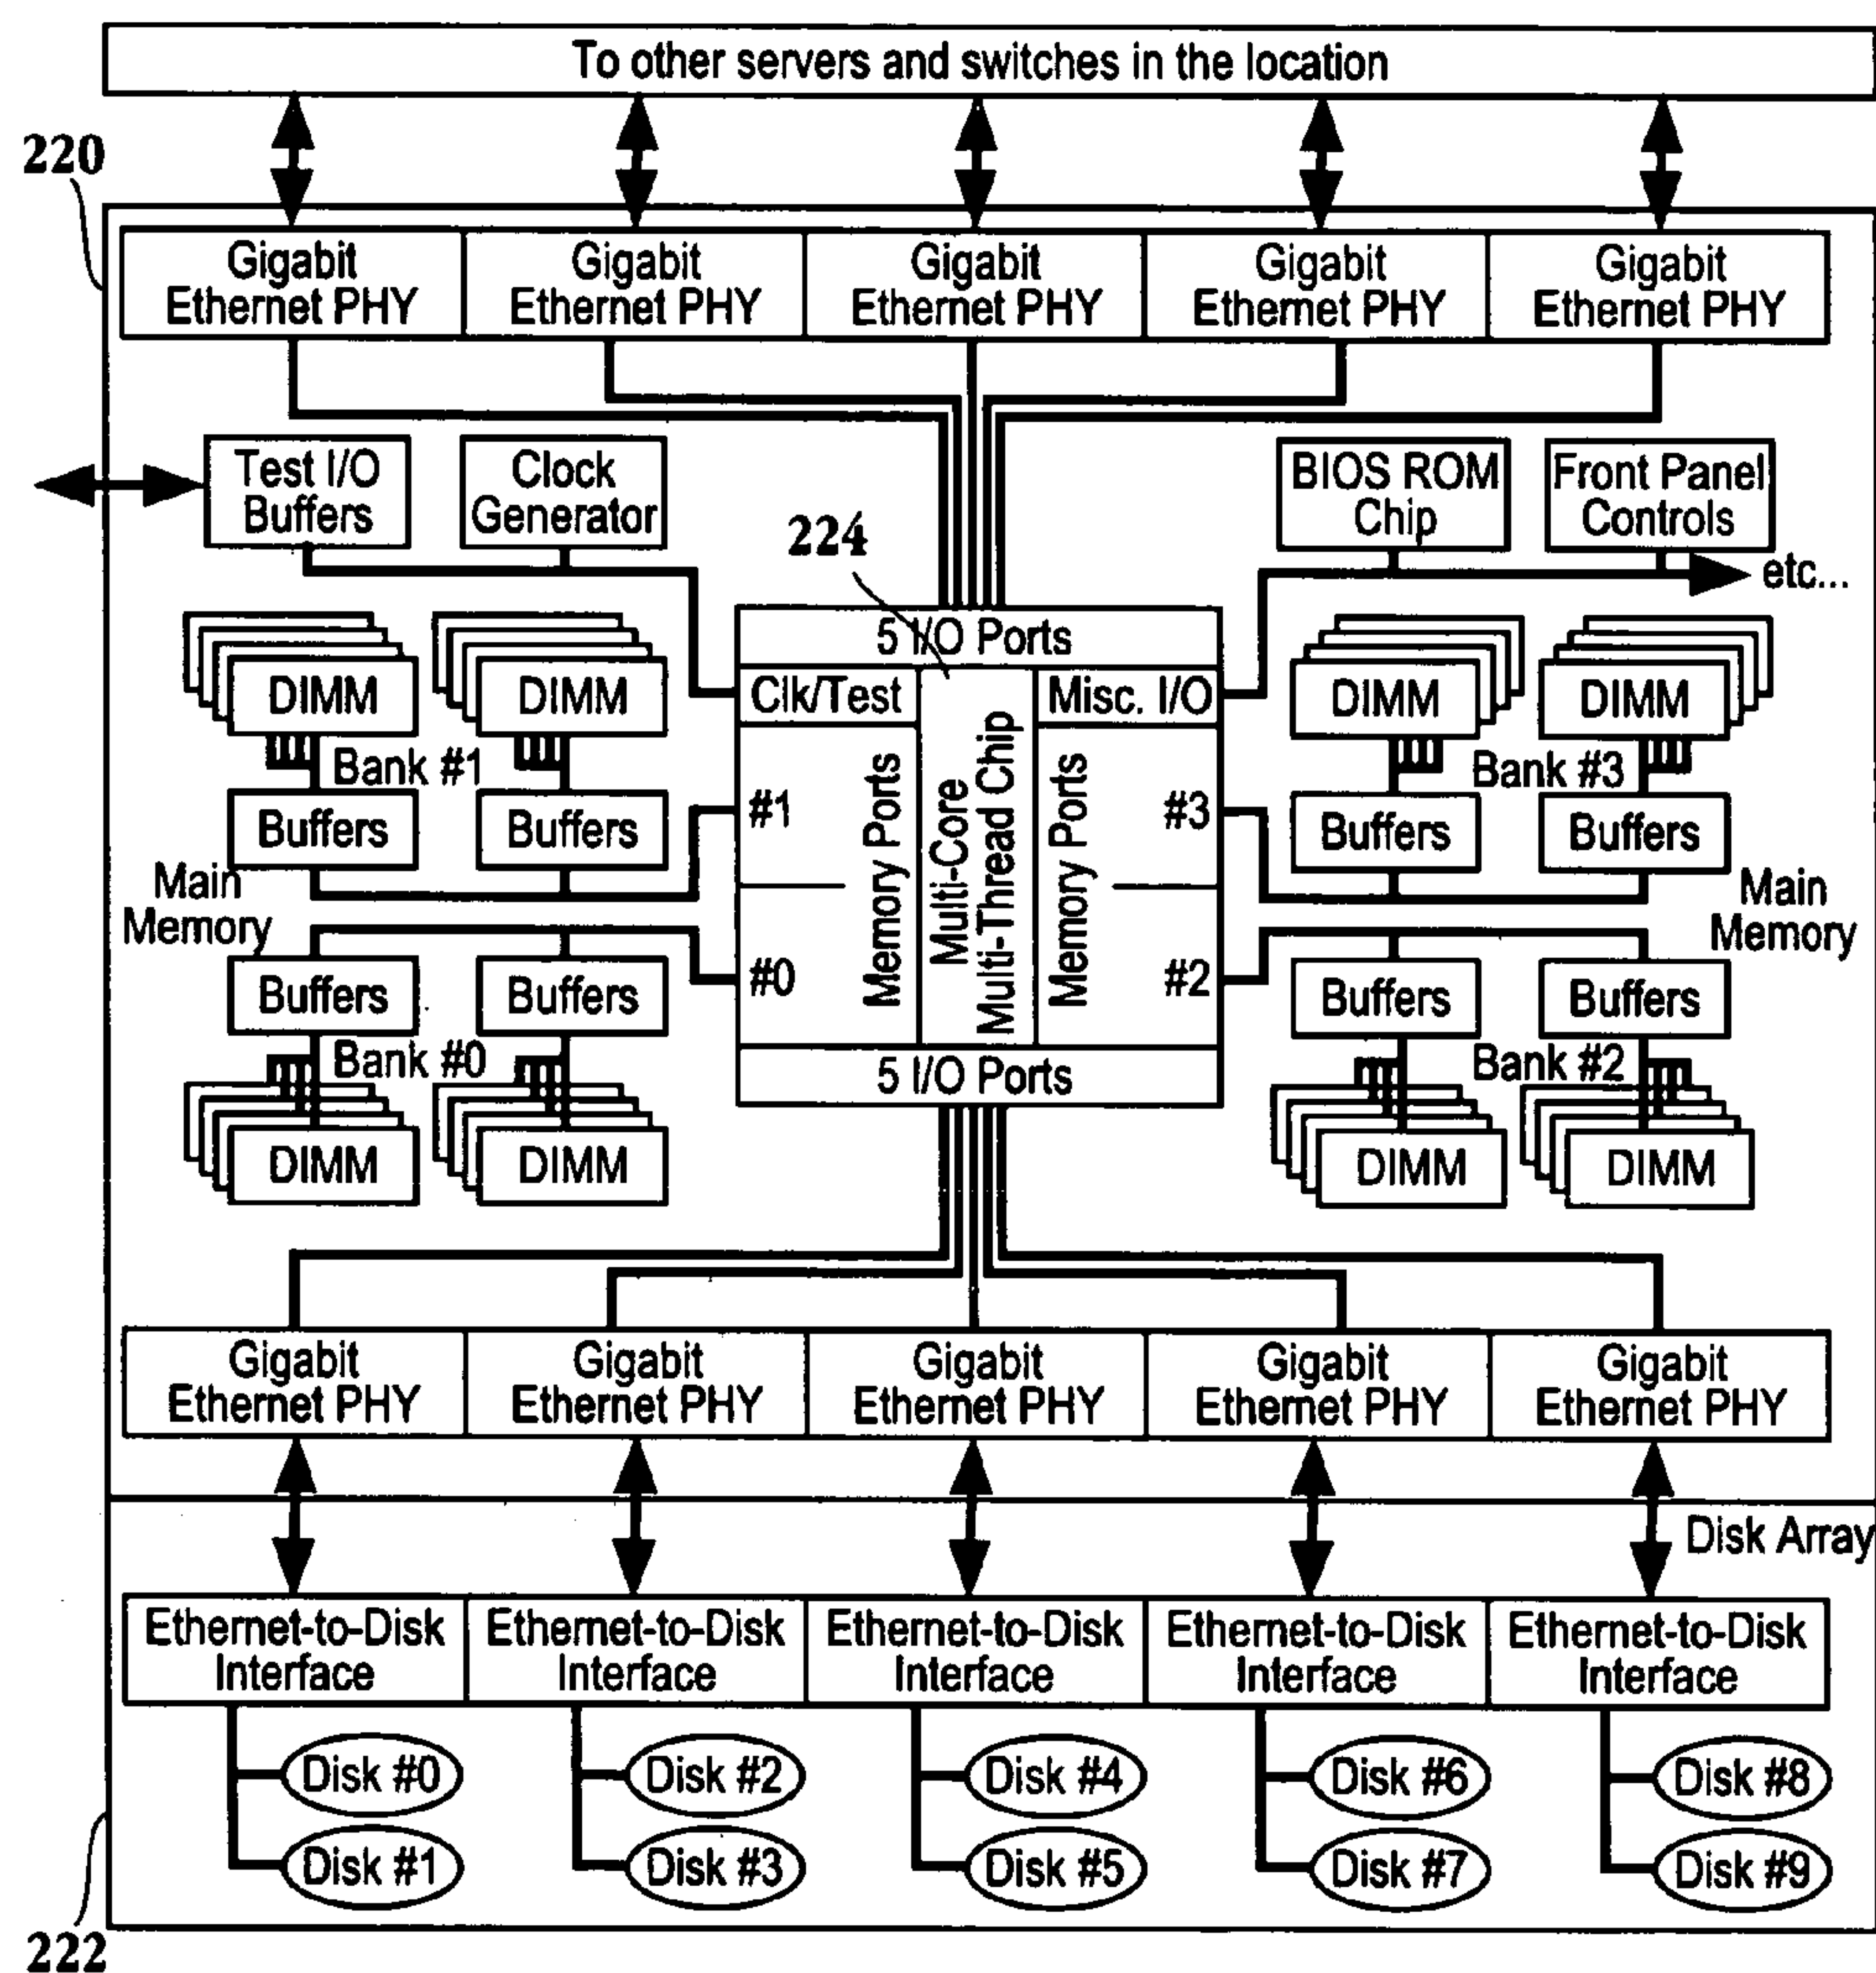 To other servers and switches in the location
220
Gigabit
Ethernet PHY
Gigabit
Ethernet PHY
Gigabit
Ethernet PHY
Gigabit
Ethernet PHY
Gigabit
Ethernet PHY
Test I/O
Buffers
Clock
Generator
224
BIOS ROM
Chip
Front Panel
Controls
etc...
5 I/O Ports
Clk/Test
Misc. I/O
DIMM
DIMM
DIMM
DIMM
Bank #1
Bank #3
Buffers
Buffers
Buffers
Buffers
#1
Memory Ports
Multi-Core
Multi-Thread Chip
Memory Ports
#3
Main
Memory
Main
Memory
#0
#2
Buffers
Buffers
Buffers
Buffers
Bank #0
Bank #2
5 I/O Ports
DIMM
DIMM
DIMM
DIMM
Gigabit
Ethernet PHY
Gigabit
Ethernet PHY
Gigabit
Ethernet PHY
Gigabit
Ethernet PHY
Gigabit
Ethernet PHY
Disk Array
Ethernet-to-Disk
Interface
Ethernet-to-Disk
Interface
Ethernet-to-Disk
Interface
Ethernet-to-Disk
Interface
Ethernet-to-Disk
Interface
Disk #0
Disk #2
Disk #4
Disk #6
Disk #8
Disk #1
Disk #3
Disk #5
Disk #7
Disk #9
222